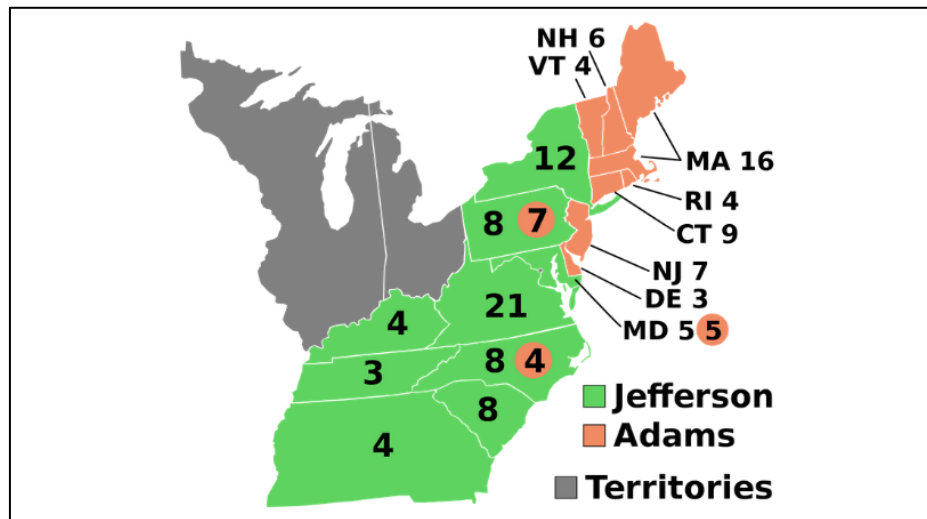 NH 6
VT 4
12
MA 16
RI 4
8 7
CT 9
NJ 7
DE 3
21
MD 5 5
4
8 4
3
Jefferson
8
Adams
4
Territories